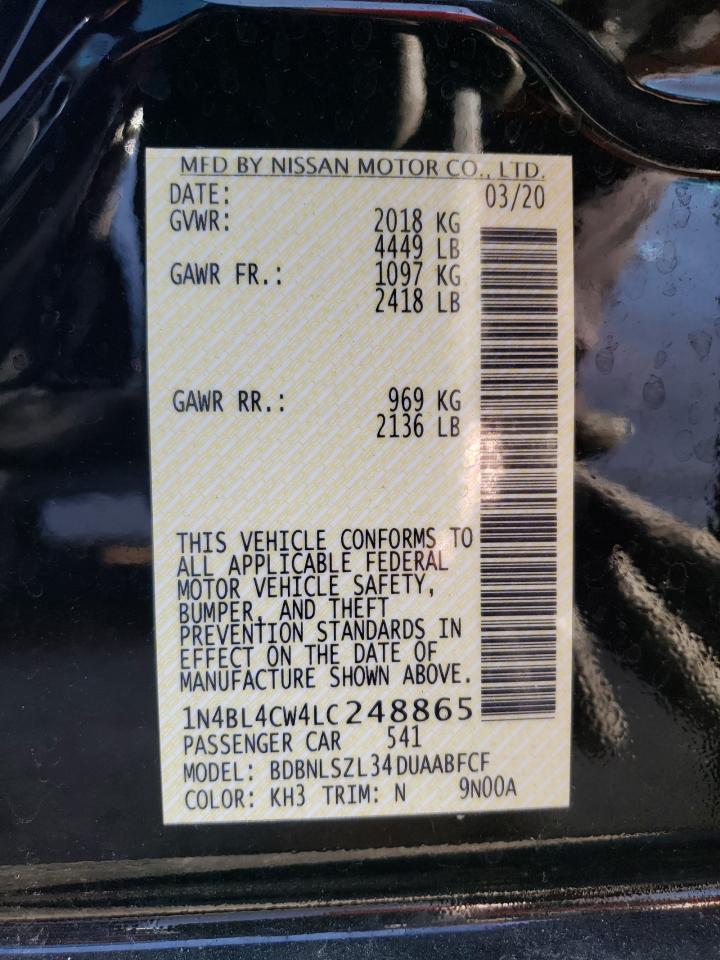 MFD BY NISSAN MOTOR CO., LTD.
DATE: 03/20
GVWR: 2018 KG
4449 LB
GAWR FR.: 1097 KG
2418 LB
GAWR RR.: 969 KG
2136 LB
THIS VEHICLE CONFORMS TO
ALL APPLICABLE FEDERAL
MOTOR VEHICLE SAFETY,
BUMPER, AND THEFT
PREVENTION STANDARDS IN
EFFECT ON THE DATE OF
MANUFACTURE SHOWN ABOVE.
1N4BL4CW4LC248865
PASSENGER CAR 541
MODEL: BDBNLSZL34DUAABFCF
COLOR: KH3 TRIM: N 9N00A